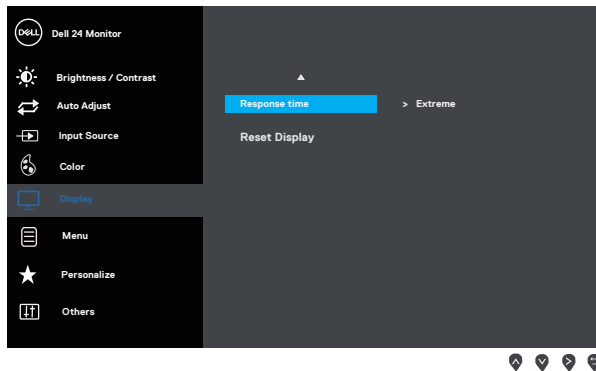 DELL Dell 24 Monitor
Brightness / Contrast
Auto Adjust
Input Source
Color
Display
Menu
Personalize
Others
Response time > Extreme
Reset Display